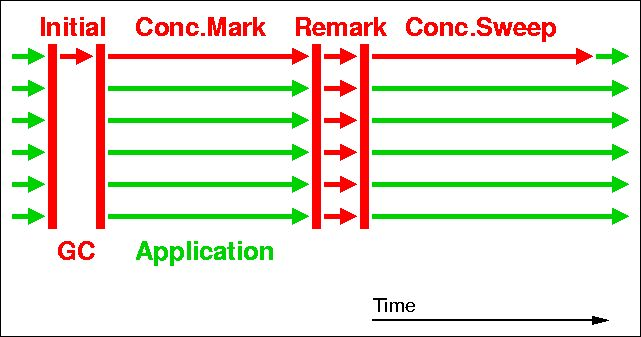 Initial Conc.Mark Remark Conc.Sweep
GC Application
Time